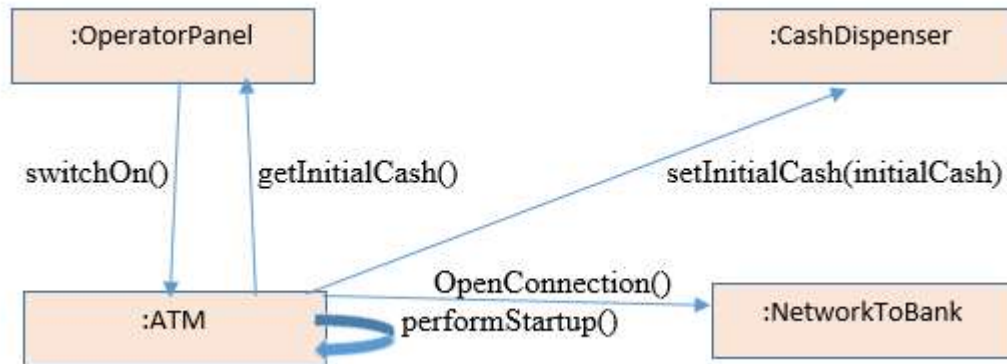 :OperatorPanel
:CashDispenser
switchOn()
getInitialCash()
setInitialCash(initialCash)
OpenConnection()
:ATM
performStartup()
:NetworkToBank